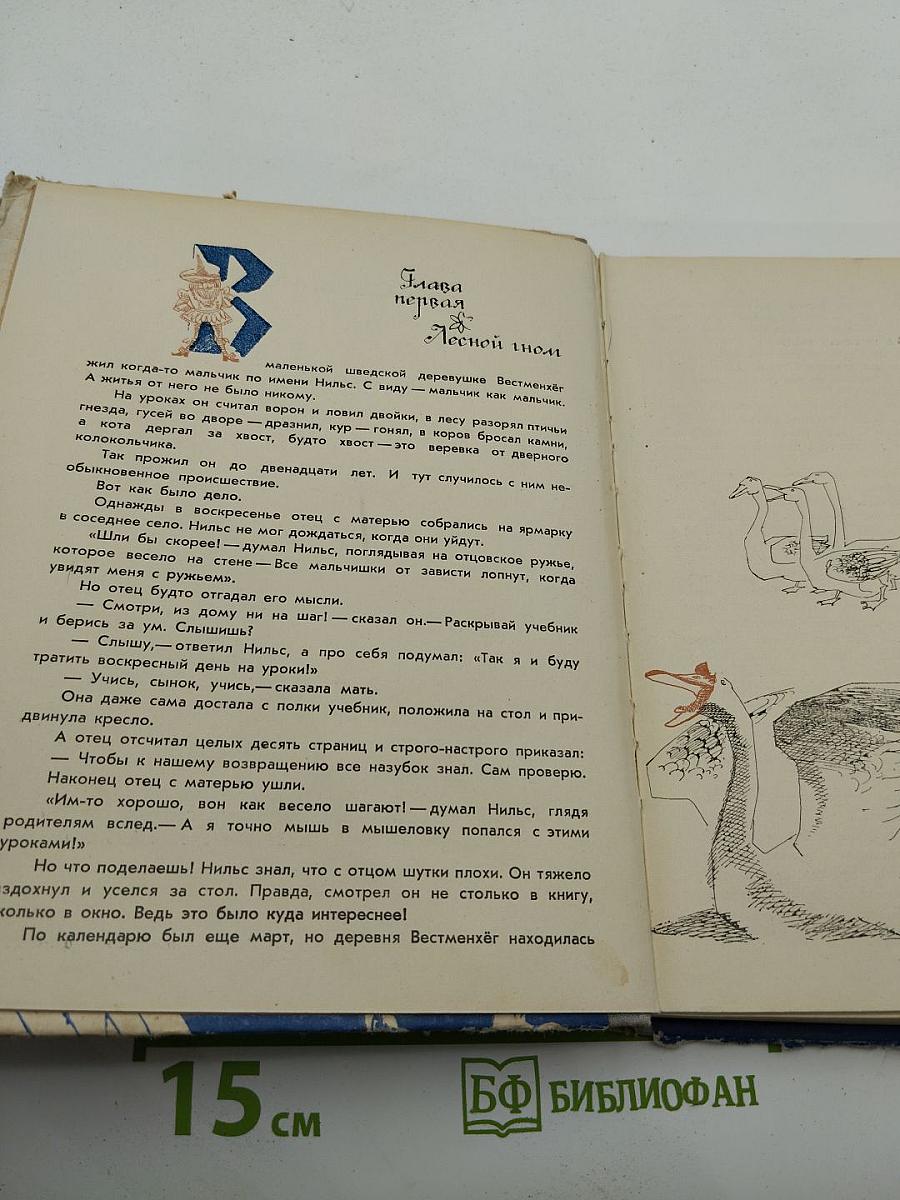 Глава
первая
Лесной гном
В маленькой шведской деревушке Вестменхёг
жил когда-то мальчик по имени Нильс. С виду — мальчик как мальчик.
А житья от него не было никому.
На уроках он считал ворон и ловил двойки, в лесу разорял птичьи
гнезда, гусей во дворе — дразнил, кур — гонял, в коров бросал камни,
а кота дергал за хвост, будто хвост — это веревка от дверного
колокольчика.
Так прожил он до двенадцати лет. И тут случилось с ним не-
обыкновенное происшествие.
Вот как было дело.
Однажды в воскресенье отец с матерью собрались на ярмарку
в соседнее село. Нильс не мог дождаться, когда они уйдут.
«Шли бы скорее! — думал Нильс, поглядывая на отцовское ружье,
которое весело на стене — Все мальчишки от зависти лопнут, когда
увидят меня с ружьем».
Но отец будто отгадал его мысли.
— Смотри, из дому ни на шаг! — сказал он.— Раскрывай учебник
и берись за ум. Слышишь?
— Слышу,— ответил Нильс, а про себя подумал: «Так я и буду
тратить воскресный день на уроки!»
— Учись, сынок, учись,— сказала мать.
Она даже сама достала с полки учебник, положила на стол и при-
двинула кресло.
А отец отсчитал целых десять страниц и строго-настрого приказал:
— Чтобы к нашему возвращению все назубок знал. Сам проверю.
Наконец отец с матерью ушли.
«Им-то хорошо, вон как весело шагают! — думал Нильс, глядя
родителям вслед.— А я точно мышь в мышеловку попался с этими
уроками!»
Но что поделаешь! Нильс знал, что с отцом шутки плохи. Он тяжело
здохнул и уселся за стол. Правда, смотрел он не столько в книгу,
колько в окно. Ведь это было куда интереснее!
По календарю был еще март, но деревня Вестменхёг находилась
15 см
БФ БИБЛИОФАН